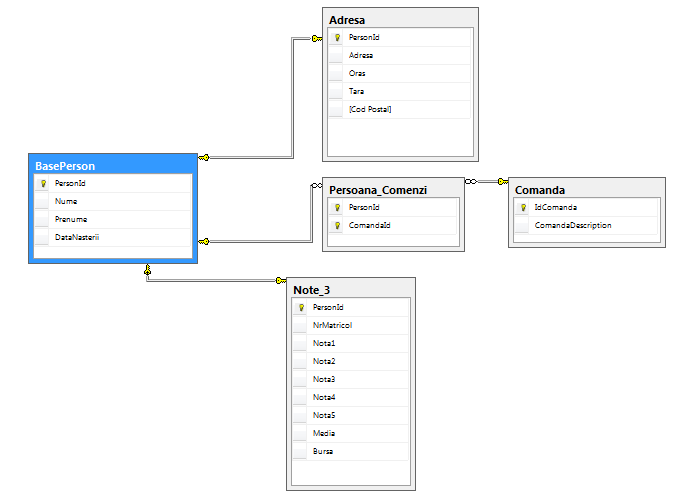 Adresa
PersonId
Adresa
Oras
Tara
[Cod Postal]
BasePerson
PersonId
Nume
Prenume
DataNasterii
Persoana_Comenzi
PersonId
ComandaId
Comanda
IdComanda
ComandaDescription
Note_3
PersonId
NrMatricol
Nota1
Nota2
Nota3
Nota4
Nota5
Media
Bursa